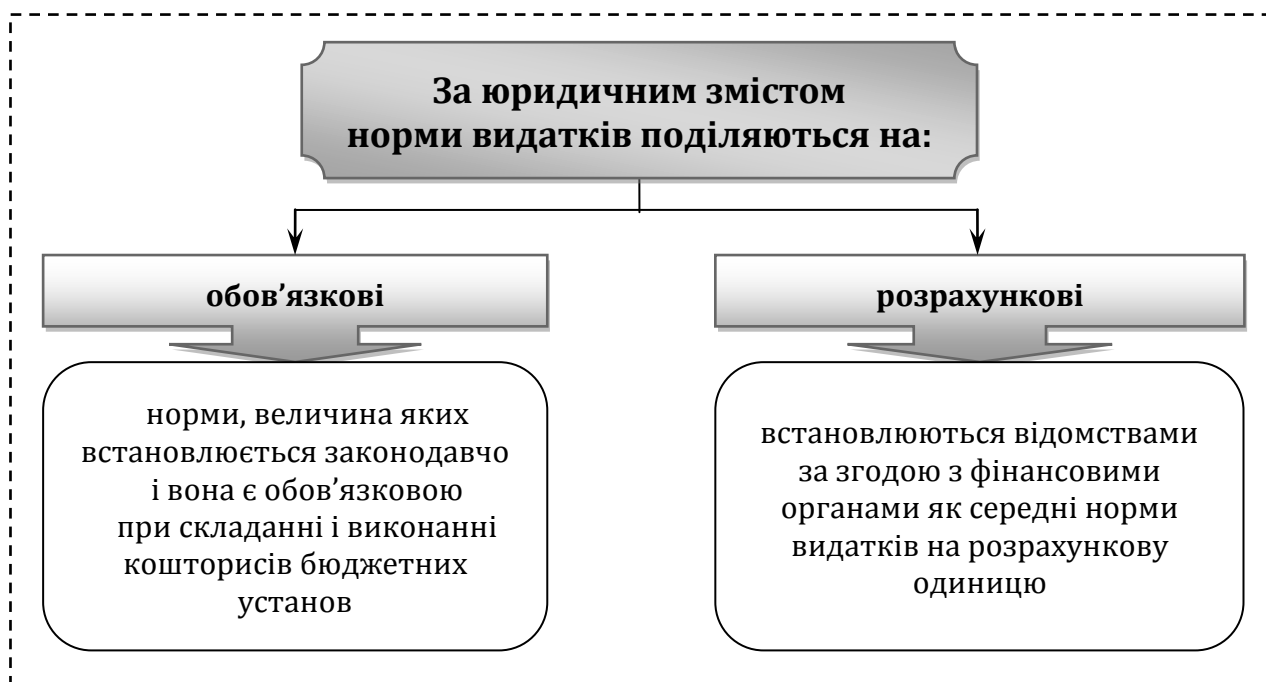 За юридичним змістом
норми видатків поділяються на:
обов’язкові
розрахункові
норми, величина яких
встановлюється законодавчо
і вона є обов’язковою
при складанні і виконанні
кошторисів бюджетних
установ
встановлюються відомствами
за згодою з фінансовими
органами як середні норми
видатків на розрахункову
одиницю